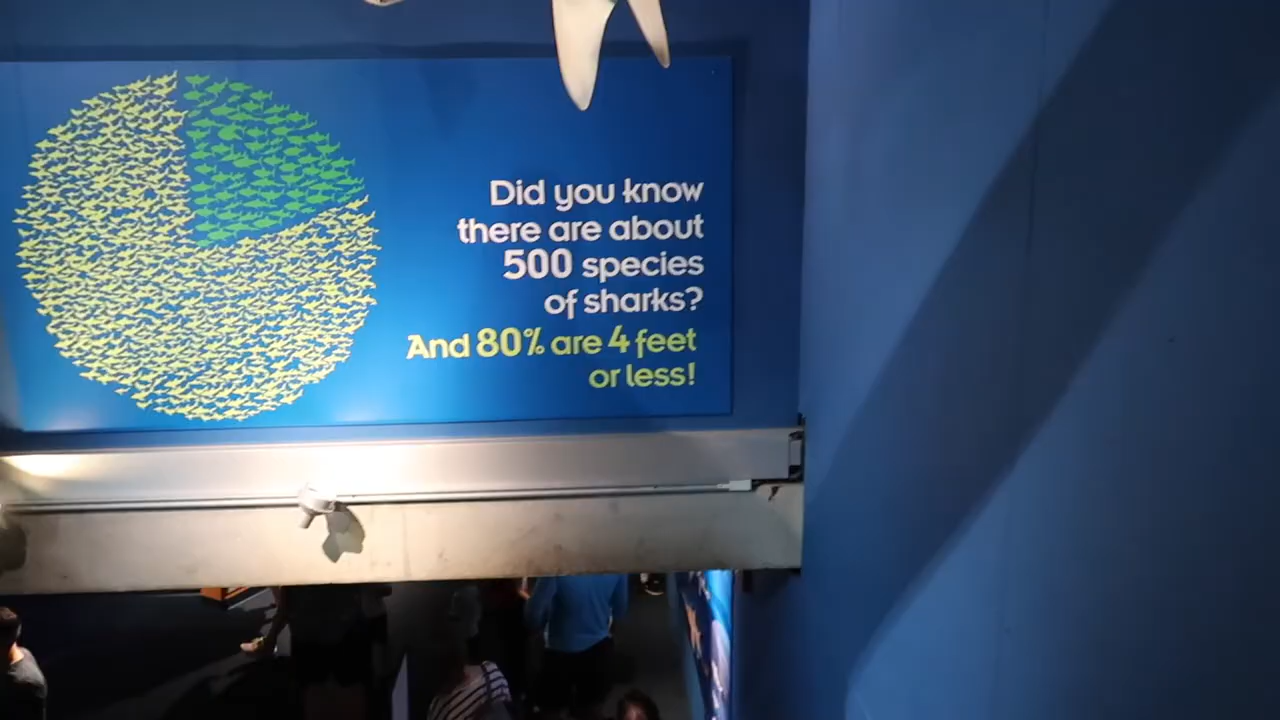 Did you know
there are about
500 species
of sharks?
And 80% are 4 feet
or less!